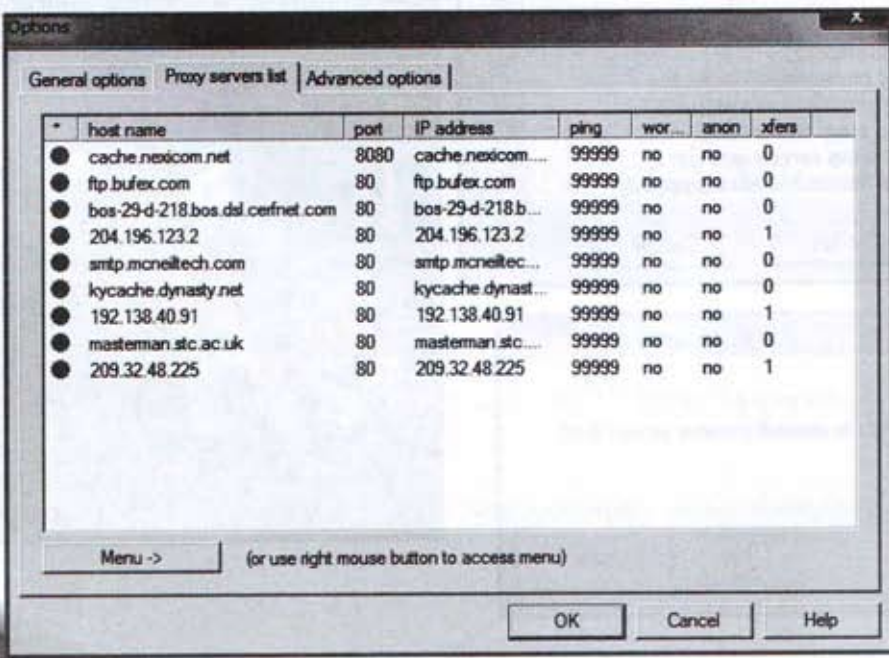 Options
x
General options Proxy servers list Advanced options
* host name port IP address ping wor... anon xfers
cache.nexicom.net 8080 cache.nexicom.... 99999 no no 0
ftp.bufex.com 80 ftp.bufex.com 99999 no no 0
bos-29-d-218.bos.dsl.cerfnet.com 80 bos-29-d-218.b... 99999 no no 0
204.196.123.2 80 204.196.123.2 99999 no no 1
smtp.mcneiltech.com 80 smtp.mcneiltec... 99999 no no 0
kycache.dynasty.net 80 kycache.dynast... 99999 no no 0
192.138.40.91 80 192.138.40.91 99999 no no 1
masterman.stc.ac.uk 80 masterman.stc.... 99999 no no 0
209.32.48.225 80 209.32.48.225 99999 no no 1
Menu -> (or use right mouse button to access menu)
OK Cancel Help